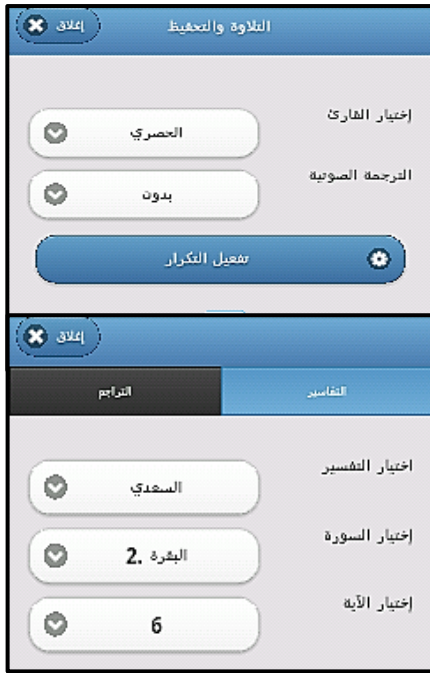 التلاوة والتحفيظ
إغلاق
إختيار القارئ
الحصري
الترجمة الصوتية
بدون
تفعيل التكرار
إغلاق
التفاسير
التراجم
اختيار التفسير
السعدي
إختيار السورة
2. البقرة
إختيار الآية
6